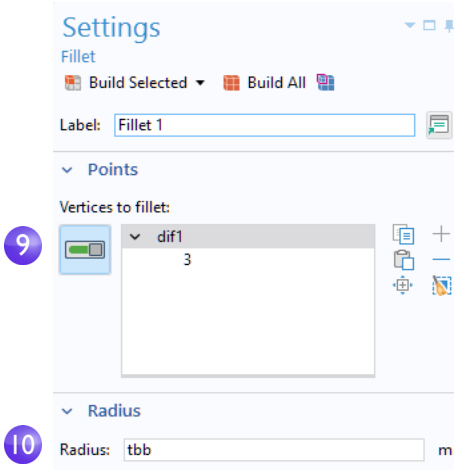 Settings
Fillet
Build Selected Build All
Label: Fillet 1
Points
Vertices to fillet:
9
dif1
3
Radius
10 Radius: tbb m